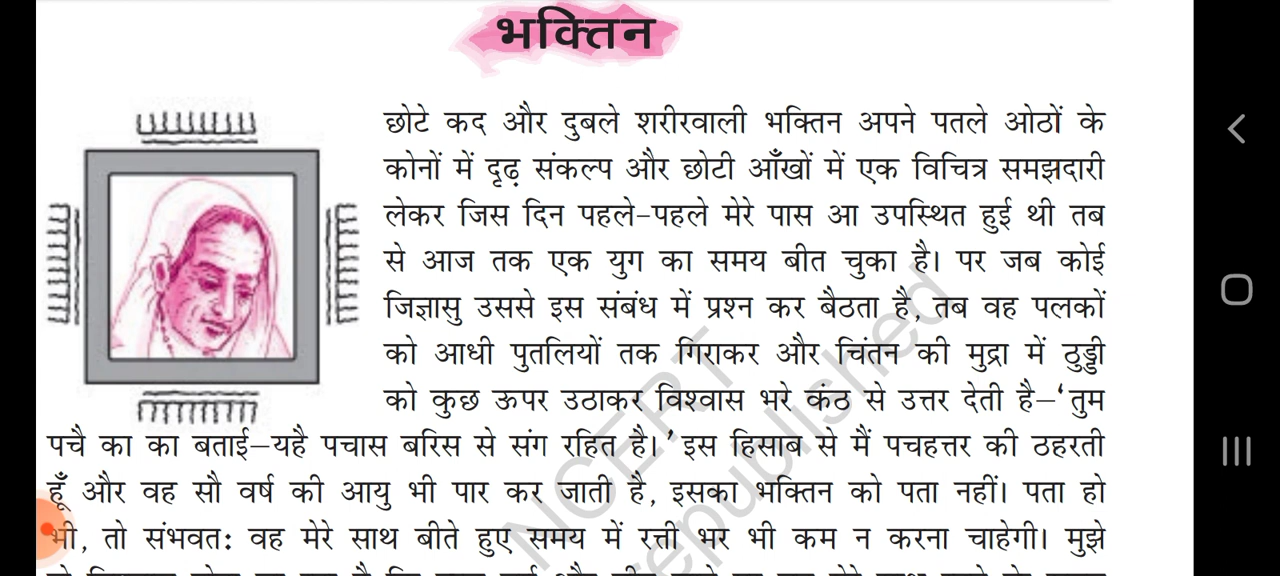 भक्तिन
छोटे कद और दुबले शरीरवाली भक्तिन अपने पतले ओठों के
कोनों में दृढ़ संकल्प और छोटी आँखों में एक विचित्र समझदारी
लेकर जिस दिन पहले-पहले मेरे पास आ उपस्थित हुई थी तब
से आज तक एक युग का समय बीत चुका है। पर जब कोई
जिज्ञासु उससे इस संबंध में प्रश्न कर बैठता है, तब वह पलकों
को आधी पुतलियों तक गिराकर और चिंतन की मुद्रा में ठुड्डी
को कुछ ऊपर उठाकर विश्वास भरे कंठ से उत्तर देती है—‘तुम
पचै का का बताई—यहै पचास बरिस से संग रहित है।’ इस हिसाब से मैं पचहत्तर की ठहरती
हूँ और वह सौ वर्ष की आयु भी पार कर जाती है, इसका भक्तिन को पता नहीं। पता हो
भी, तो संभवत: वह मेरे साथ बीते हुए समय में रत्ती भर भी कम न करना चाहेगी। मुझे
NCERT
republished